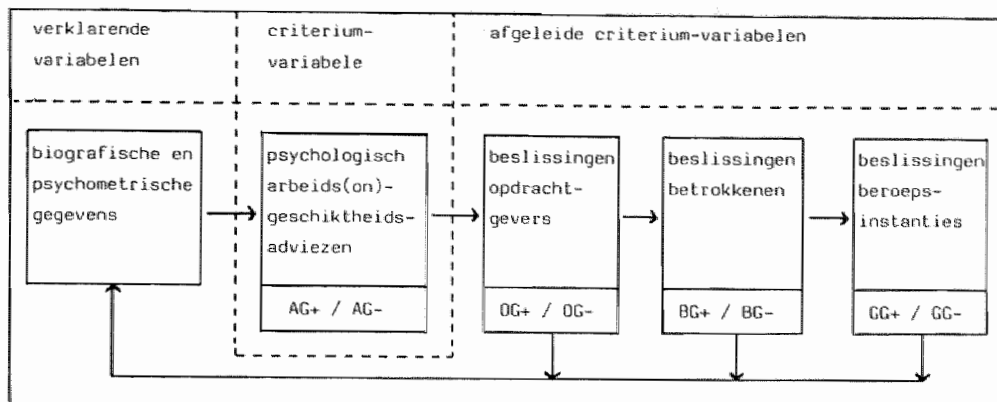 verklarende
variabelen
criterium-
variabele
afgeleide criterium-variabelen
biografische en
psychometrische
gegevens
psychologisch
arbeids(on)-
geschiktheids-
adviezen
AG+ / AG-
beslissingen
opdracht-
gevers
OG+ / OG-
beslissingen
betrokkenen
BG+ / BG-
beslissingen
beroeps-
instanties
GG+ / GG-